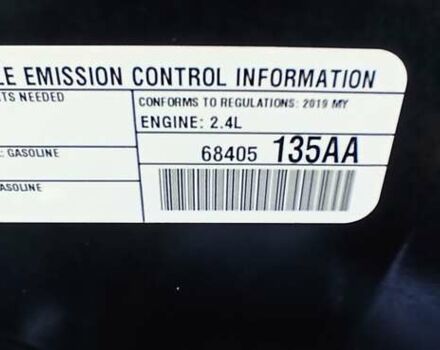 LE EMISSION CONTROL INFORMATION
TS NEEDED
CONFORMS TO REGULATIONS: 2019 MY
ENGINE: 2.4L
: GASOLINE
68405 135AA
ASOLINE